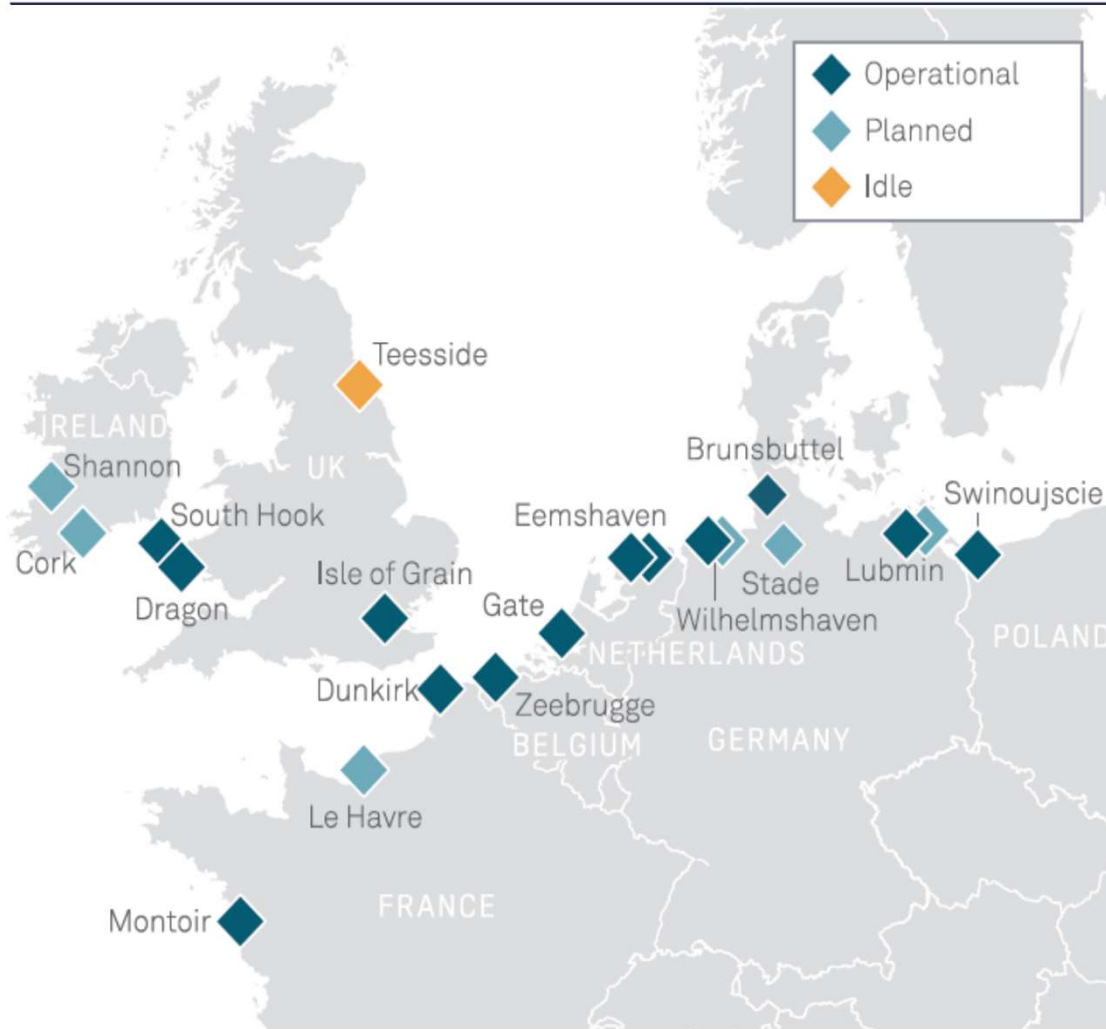 Operational
Planned
Idle
Teesside
IRELAND
Shannon
UK
Brunsbuttel
South Hook
Eemshaven
Swinoujscie
Cork
Isle of Grain
Stade
Lubmin
Dragon
Gate
Wilhelmshaven
NETHERLANDS
POLAND
Dunkirk
Zeebrugge
BELGIUM
GERMANY
Le Havre
FRANCE
Montoir